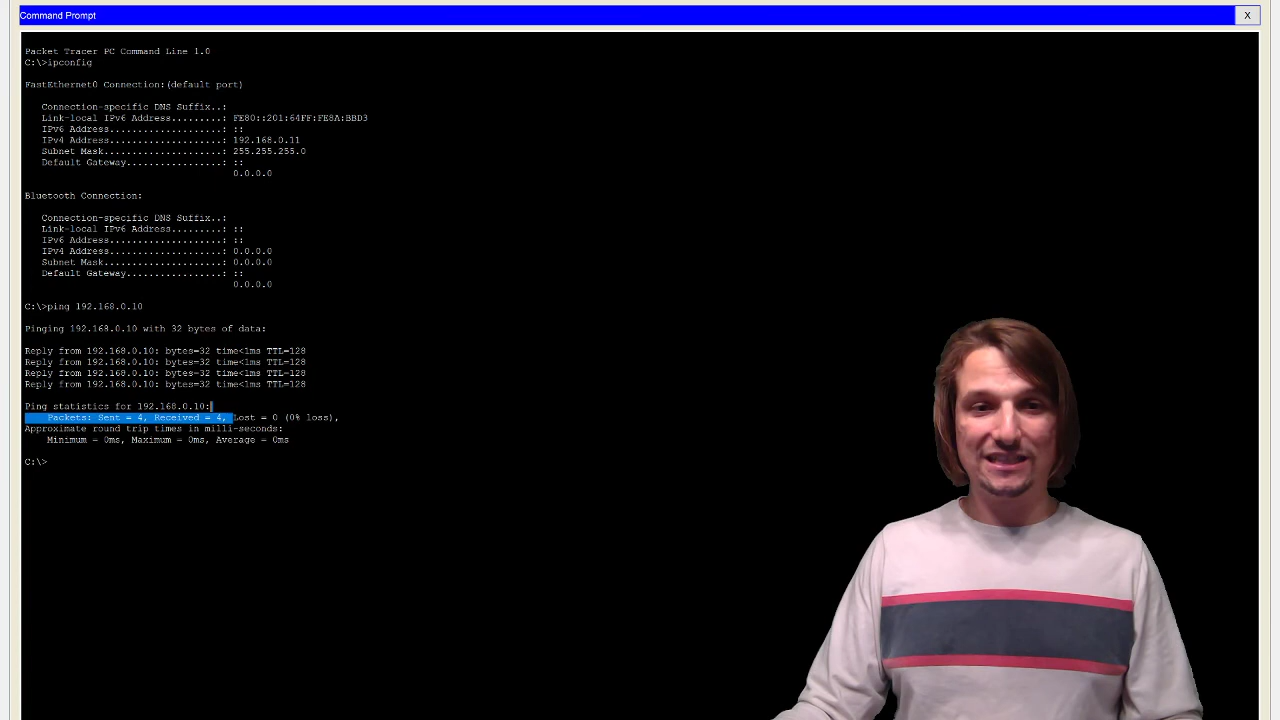 Command Prompt
X
Packet Tracer PC Command Line 1.0
C:\>ipconfig
FastEthernet0 Connection:(default port)
Connection-specific DNS Suffix..:
Link-local IPv6 Address.........: FE80::201:64FF:FE8A:BBD3
IPv6 Address....................: ::
IPv4 Address....................: 192.168.0.11
Subnet Mask.....................: 255.255.255.0
Default Gateway.................: ::
0.0.0.0
Bluetooth Connection:
Connection-specific DNS Suffix..:
Link-local IPv6 Address.........: ::
IPv6 Address....................: ::
IPv4 Address....................: 0.0.0.0
Subnet Mask.....................: 0.0.0.0
Default Gateway.................: ::
0.0.0.0
C:\>ping 192.168.0.10
Pinging 192.168.0.10 with 32 bytes of data:
Reply from 192.168.0.10: bytes=32 time<1ms TTL=128
Reply from 192.168.0.10: bytes=32 time<1ms TTL=128
Reply from 192.168.0.10: bytes=32 time<1ms TTL=128
Reply from 192.168.0.10: bytes=32 time<1ms TTL=128
Ping statistics for 192.168.0.10:
Packets: Sent = 4, Received = 4, Lost = 0 (0% loss),
Approximate round trip times in milli-seconds:
Minimum = 0ms, Maximum = 0ms, Average = 0ms
C:\>